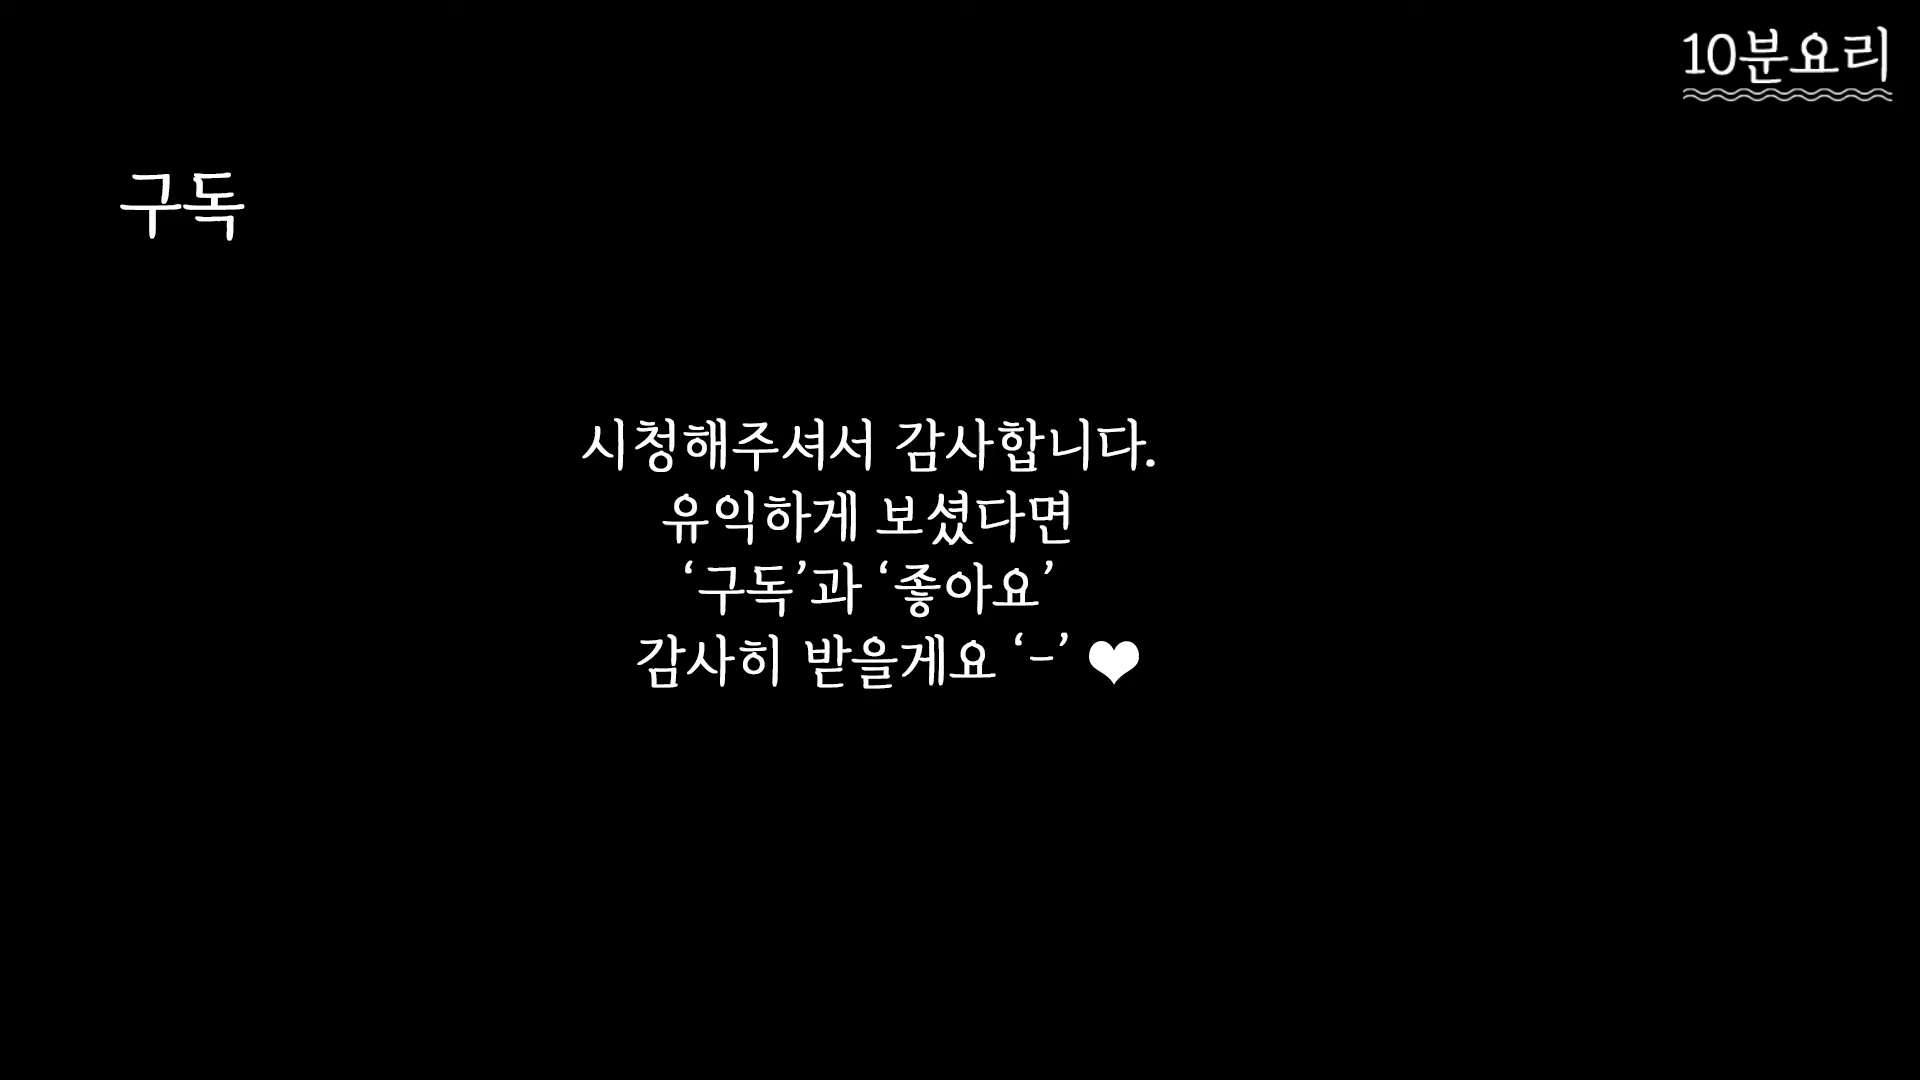 10분요리
구독
시청해주셔서 감사합니다.
유익하게 보셨다면
‘구독’과 ‘좋아요’
감사히 받을게요 ‘-’ ❤